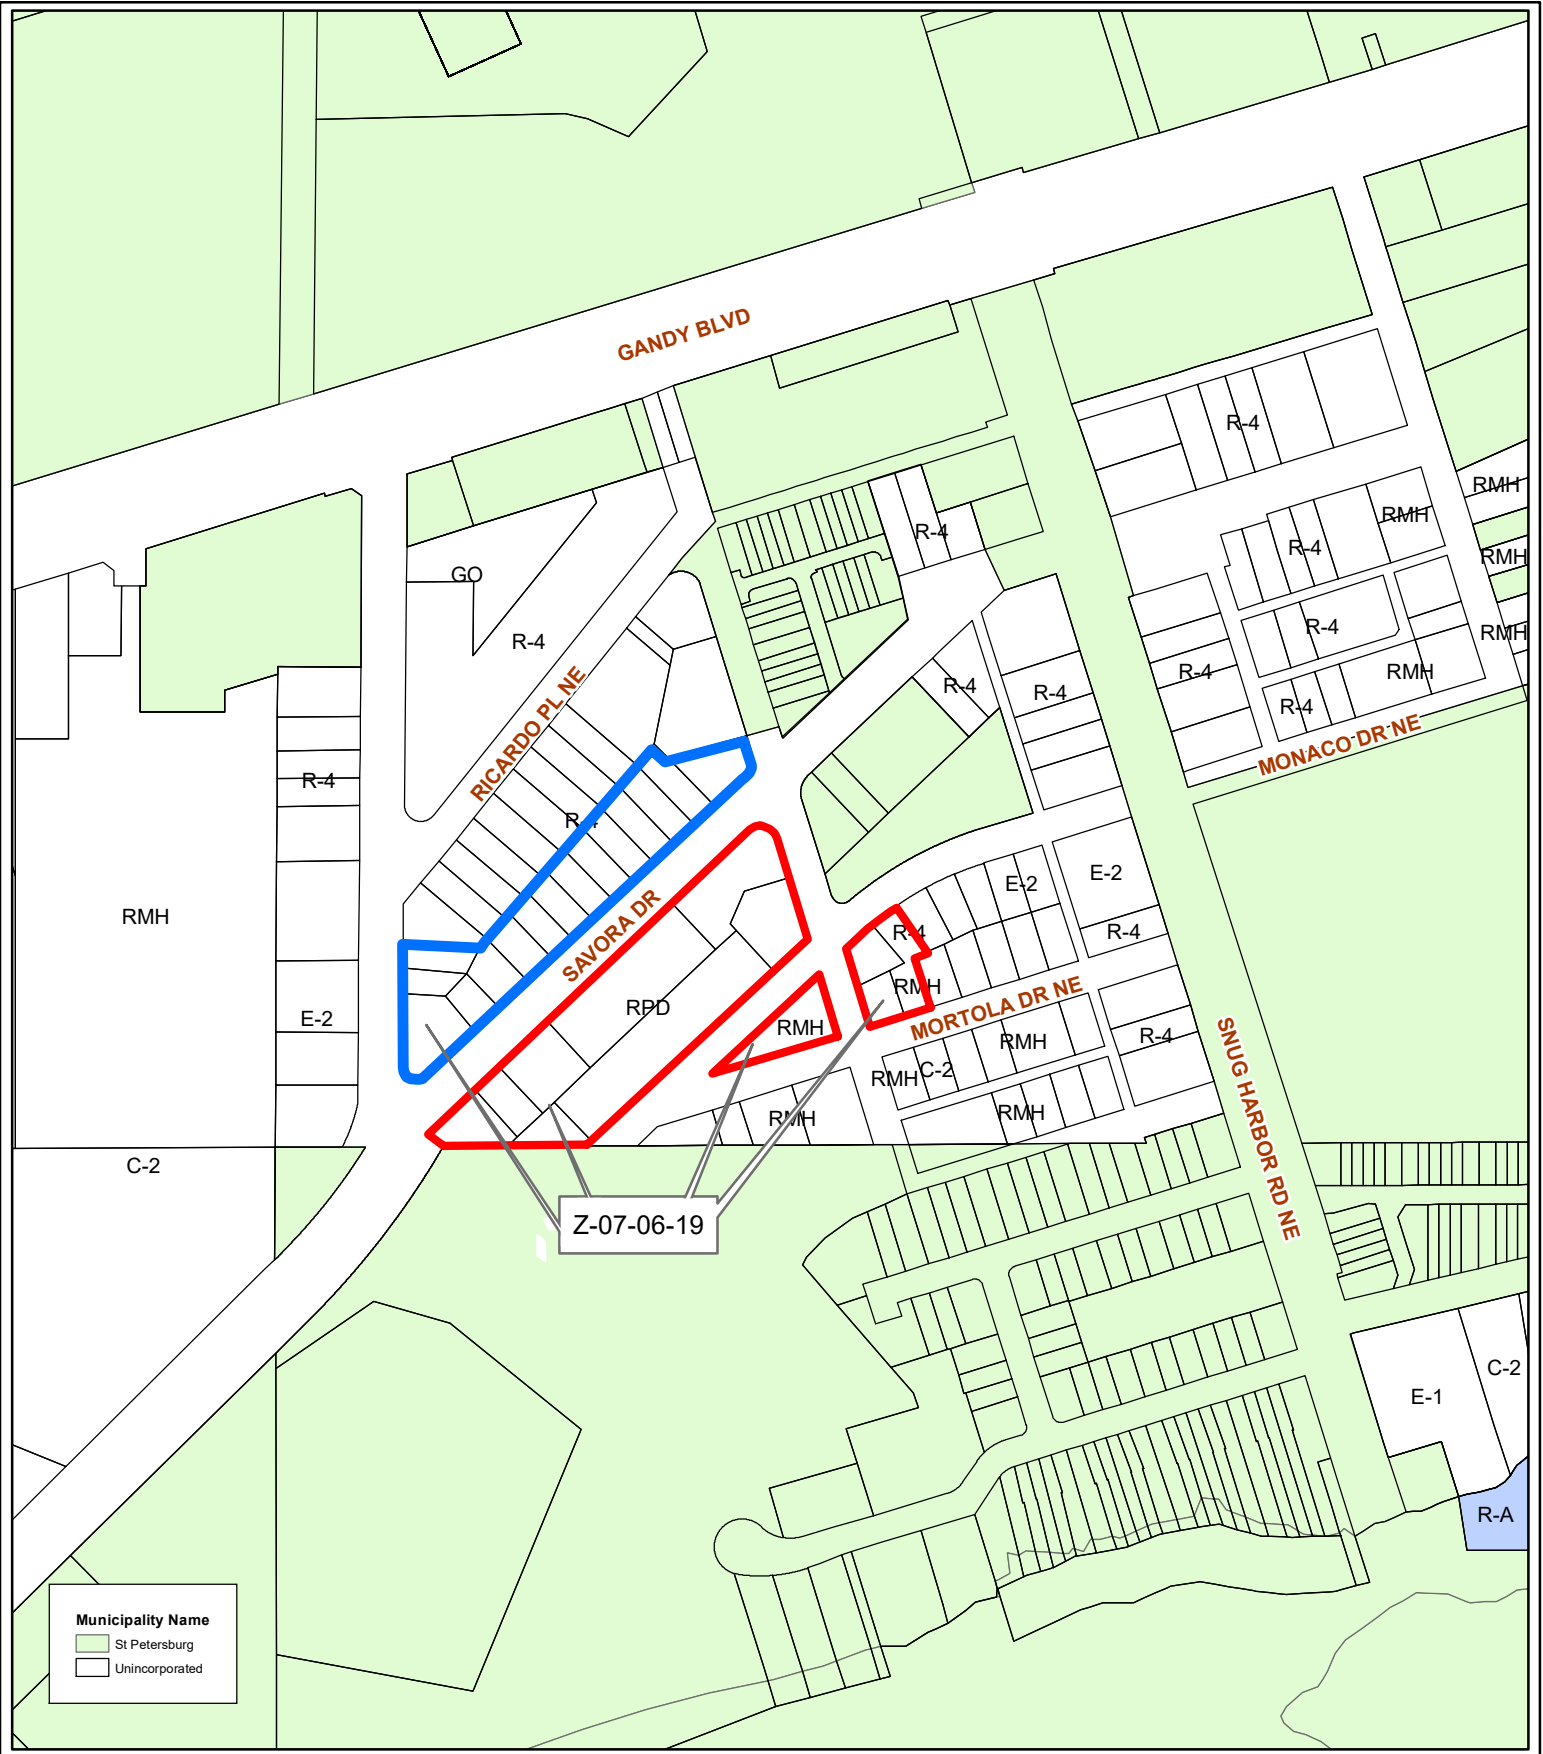 GANDY BLVD
R-4
RMH
RMH
R-4
R-4
RMH
GO
R-4
R-4
RMH
R-4
RMH
R-4
R-4
R-4
R-4
RICARDO PL NE
MONACO DR NE
R-4
R-4
E-2
E-2
SAVORA DR
RMH
R-4
R-4
RMH
RPD
MORTOLA DR NE
E-2
RMH
RMH
R-4
SNUG HARBOR RD NE
RMH
C-2
RMH
RMH
C-2
Z-07-06-19
C-2
E-1
R-A
Municipality Name
St Petersburg
Unincorporated